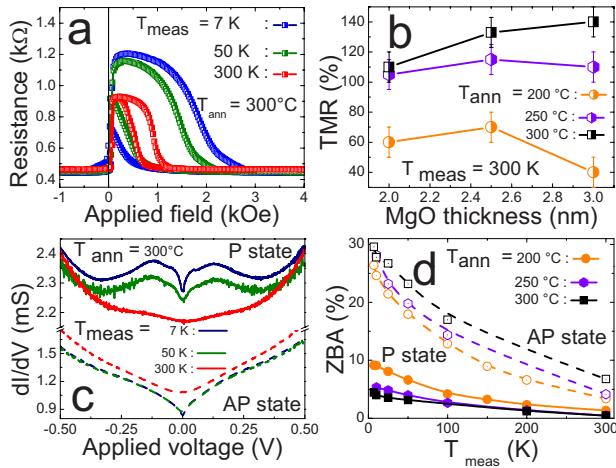 a
T meas = 7 K :
50 K :
300 K :
T ann = 300°C
Resistance (kΩ)
1.4
1.2
1.0
0.8
0.6
0.4
-1 0 1 2 3 4
Applied field (kOe)
b
T ann = 200 °C :
250 °C :
300 °C :
T meas = 300 K
TMR (%)
140
120
100
80
60
40
2.0 2.5 3.0
MgO thickness (nm)
T ann = 300°C
P state
T meas = 7 K :
50 K :
300 K :
c
AP state
dI/dV (mS)
2.4
2.3
2.2
1.5
1.2
0.9
-0.50 -0.25 0.00 0.25 0.50
Applied voltage (V)
d
T ann = 200 °C :
250 °C :
300 °C :
P state
AP state
ZBA (%)
30
20
10
0
0 100 200 300
T meas (K)